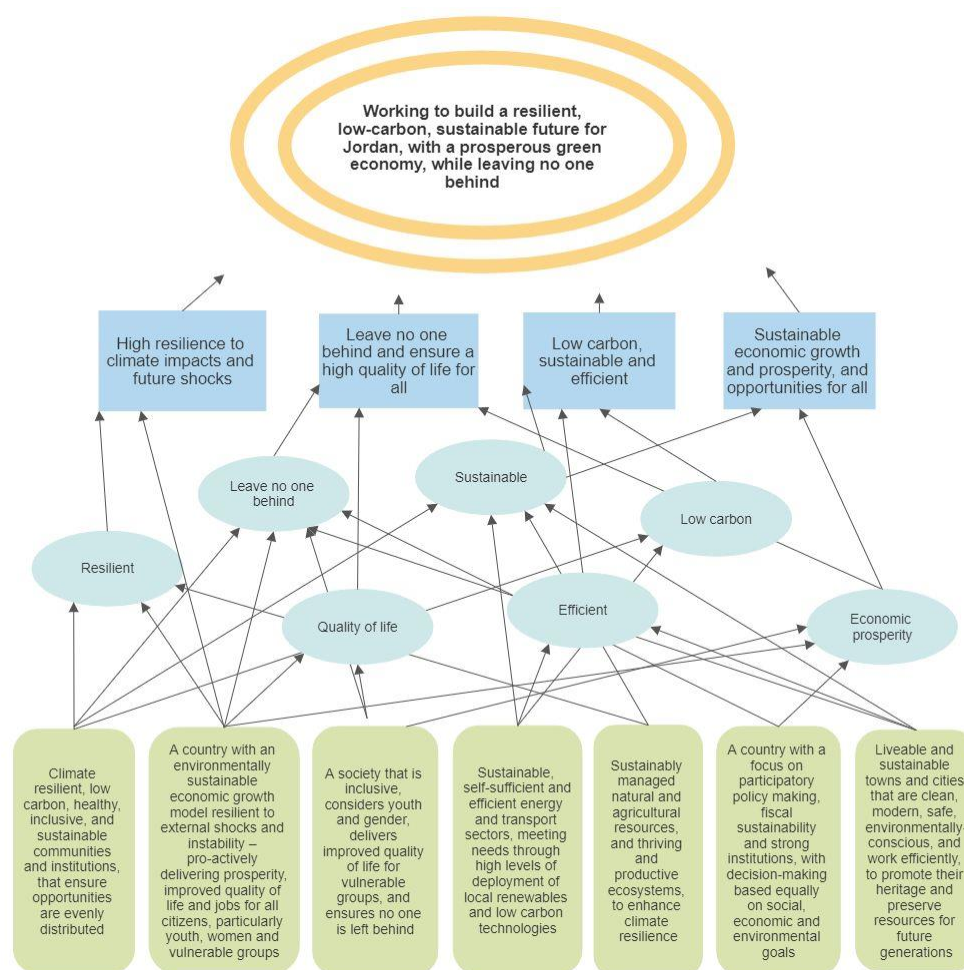 Working to build a resilient,
low-carbon, sustainable future for
Jordan, with a prosperous green
economy, while leaving no one
behind
High resilience to
climate impacts and
future shocks
Leave no one
behind and ensure a
high quality of life for
all
Low carbon,
sustainable and
efficient
Sustainable
economic growth
and prosperity, and
opportunities for all
Leave no one
behind
Sustainable
Low carbon
Resilient
Quality of life
Efficient
Economic
prosperity
Climate
resilient, low
carbon, healthy,
inclusive, and
sustainable
communities
and institutions,
that ensure
opportunities
are evenly
distributed
A country with an
environmentally
sustainable
economic growth
model resilient to
external shocks and
instability –
pro-actively
delivering prosperity,
improved quality of
life and jobs for all
citizens, particularly
youth, women and
vulnerable groups
A society that is
inclusive,
considers youth
and gender,
delivers
improved quality
of life for
vulnerable
groups, and
ensures no one
is left behind
Sustainable,
self-sufficient and
efficient energy
and transport
sectors, meeting
needs through
high levels of
deployment of
local renewables
and low carbon
technologies
Sustainably
managed
natural and
agricultural
resources,
and thriving
and
productive
ecosystems,
to enhance
climate
resilience
A country with a
focus on
participatory
policy making,
fiscal
sustainability
and strong
institutions, with
decision-making
based equally
on social,
economic and
environmental
goals
Liveable and
sustainable
towns and cities
that are clean,
modern, safe,
environmentally-
conscious, and
work efficiently,
to promote their
heritage and
preserve
resources for
future
generations